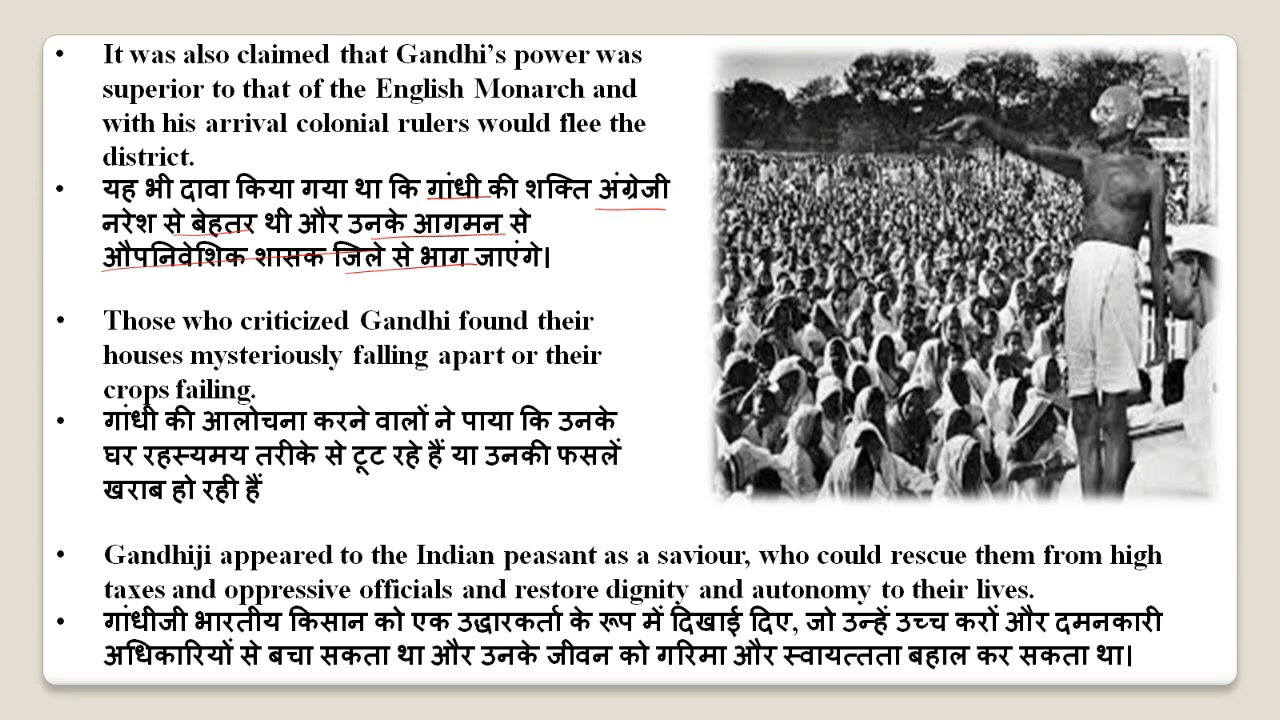 • It was also claimed that Gandhi’s power was
superior to that of the English Monarch and
with his arrival colonial rulers would flee the
district.
• यह भी दावा किया गया था कि गांधी की शक्ति अंग्रेजी
नरेश से बेहतर थी और उनके आगमन से
औपनिवेशिक शासक जिले से भाग जाएंगे।
• Those who criticized Gandhi found their
houses mysteriously falling apart or their
crops failing.
• गांधी की आलोचना करने वालों ने पाया कि उनके
घर रहस्यमय तरीके से टूट रहे हैं या उनकी फसलें
खराब हो रही हैं
• Gandhiji appeared to the Indian peasant as a saviour, who could rescue them from high
taxes and oppressive officials and restore dignity and autonomy to their lives.
• गांधीजी भारतीय किसान को एक उद्धारकर्ता के रूप में दिखाई दिए, जो उन्हें उच्च करों और दमनकारी
अधिकारियों से बचा सकता था और उनके जीवन को गरिमा और स्वायत्तता बहाल कर सकता था।